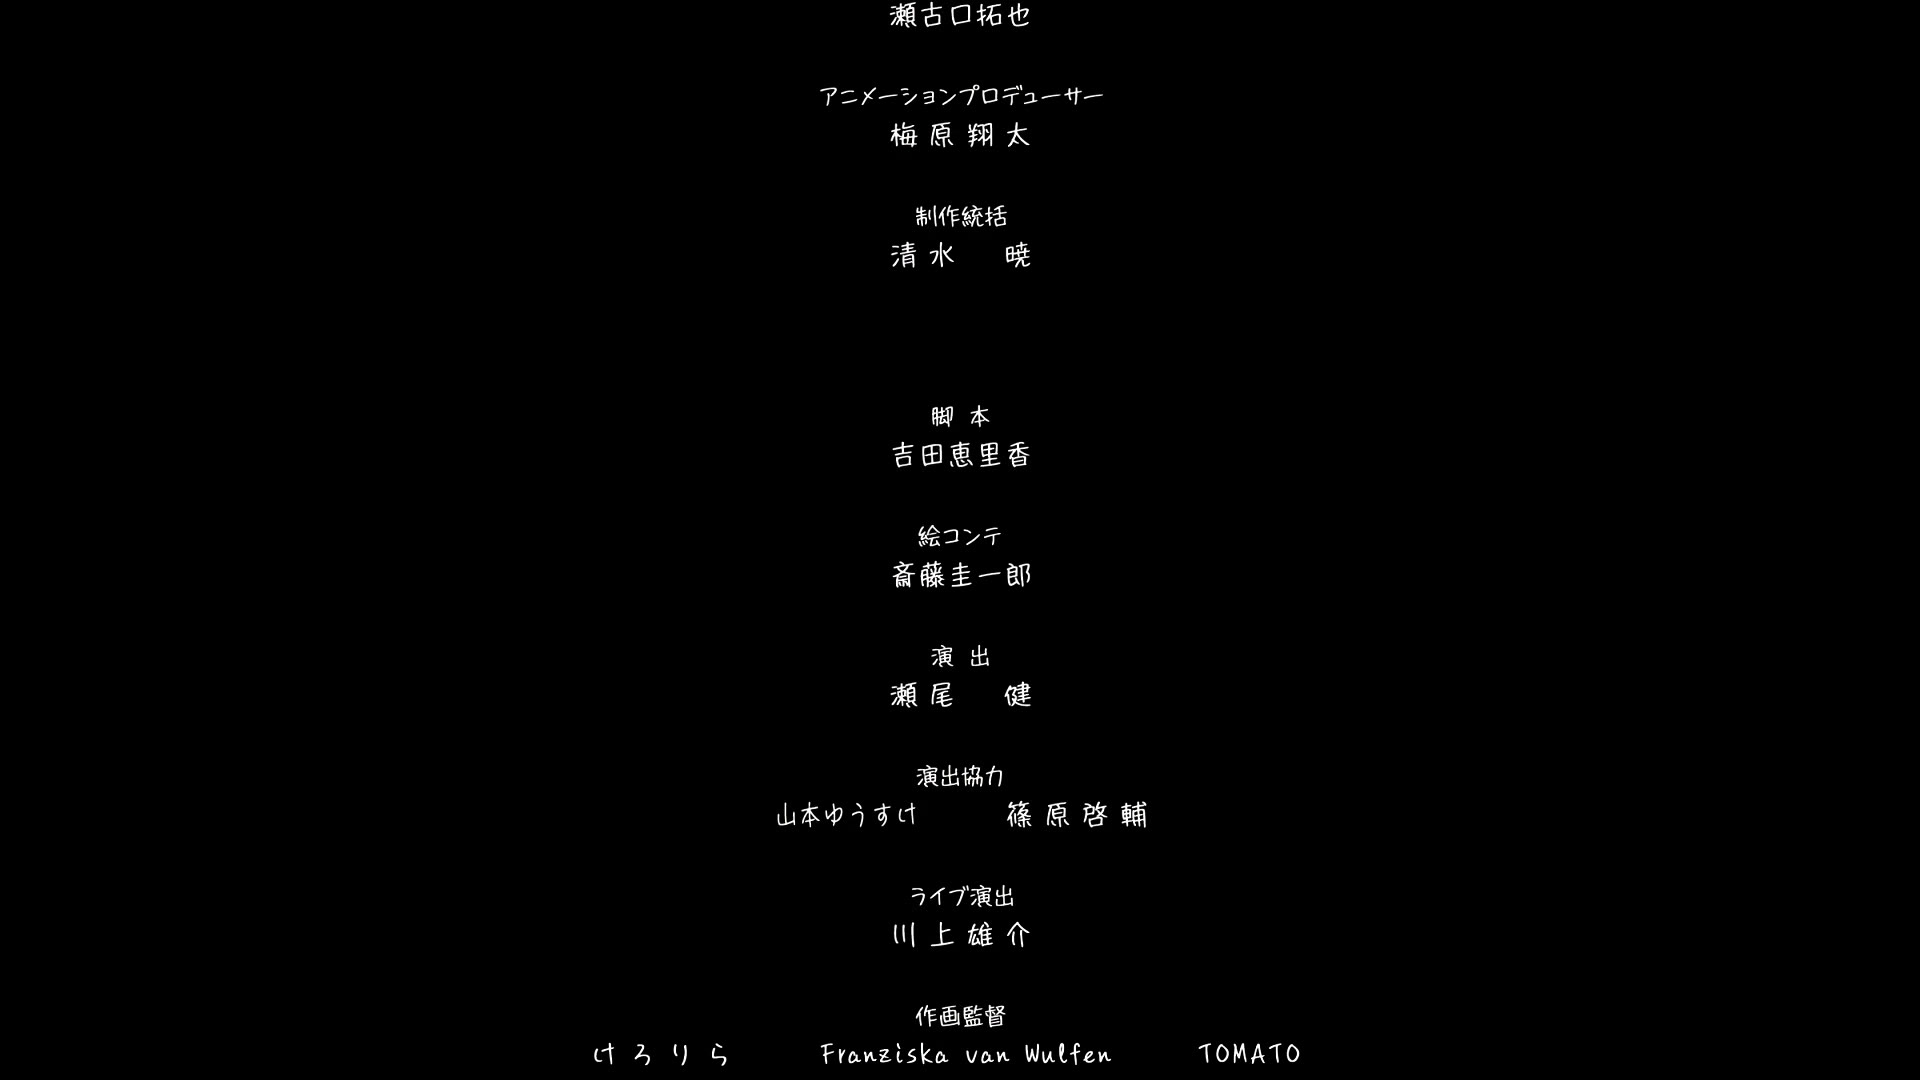 瀬古口拓也
アニメーションプロデューサー
梅原翔太
制作統括
清水 暁
脚本
吉田恵里香
絵コンテ
斎藤圭一郎
演出
瀬尾 健
演出協力
山本ゆうすけ 篠原啓輔
ライブ演出
川上雄介
作画監督
けろりら Franziska van Wulfen TOMATO